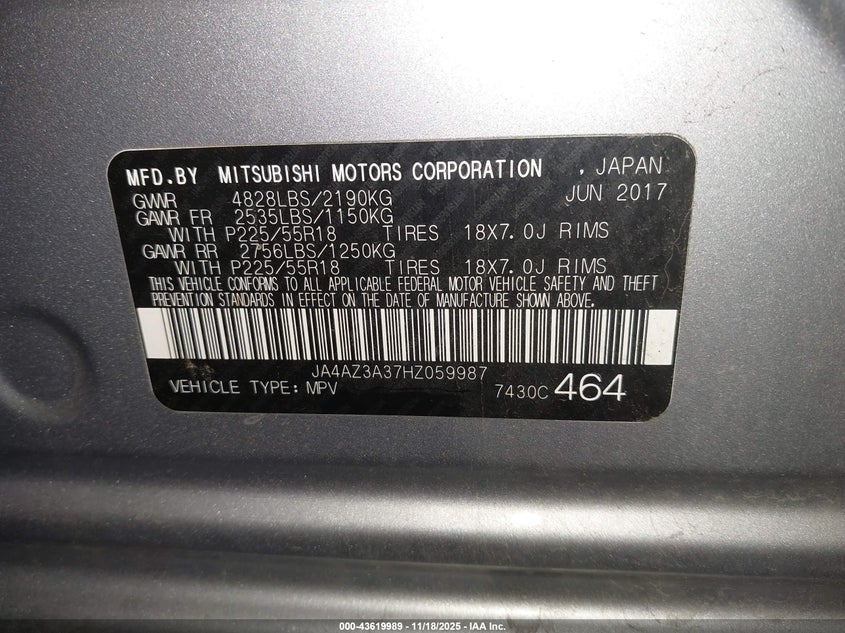 MFD.BY MITSUBISHI MOTORS CORPORATION , JAPAN
GVWR 4828LBS/2190KG JUN 2017
GAWR FR 2535LBS/1150KG
WITH P225/55R18 TIRES 18X7.0J RIMS
GAWR RR 2756LBS/1250KG
WITH P225/55R18 TIRES 18X7.0J RIMS
THIS VEHICLE CONFORMS TO ALL APPLICABLE FEDERAL MOTOR VEHICLE SAFETY AND THEFT
PREVENTION STANDARDS IN EFFECT ON THE DATE OF MANUFACTURE SHOWN ABOVE.
JA4AZ3A37HZ059987
VEHICLE TYPE: MPV 7430C 464
000-43619989 - 11/18/2025 - IAA Inc.